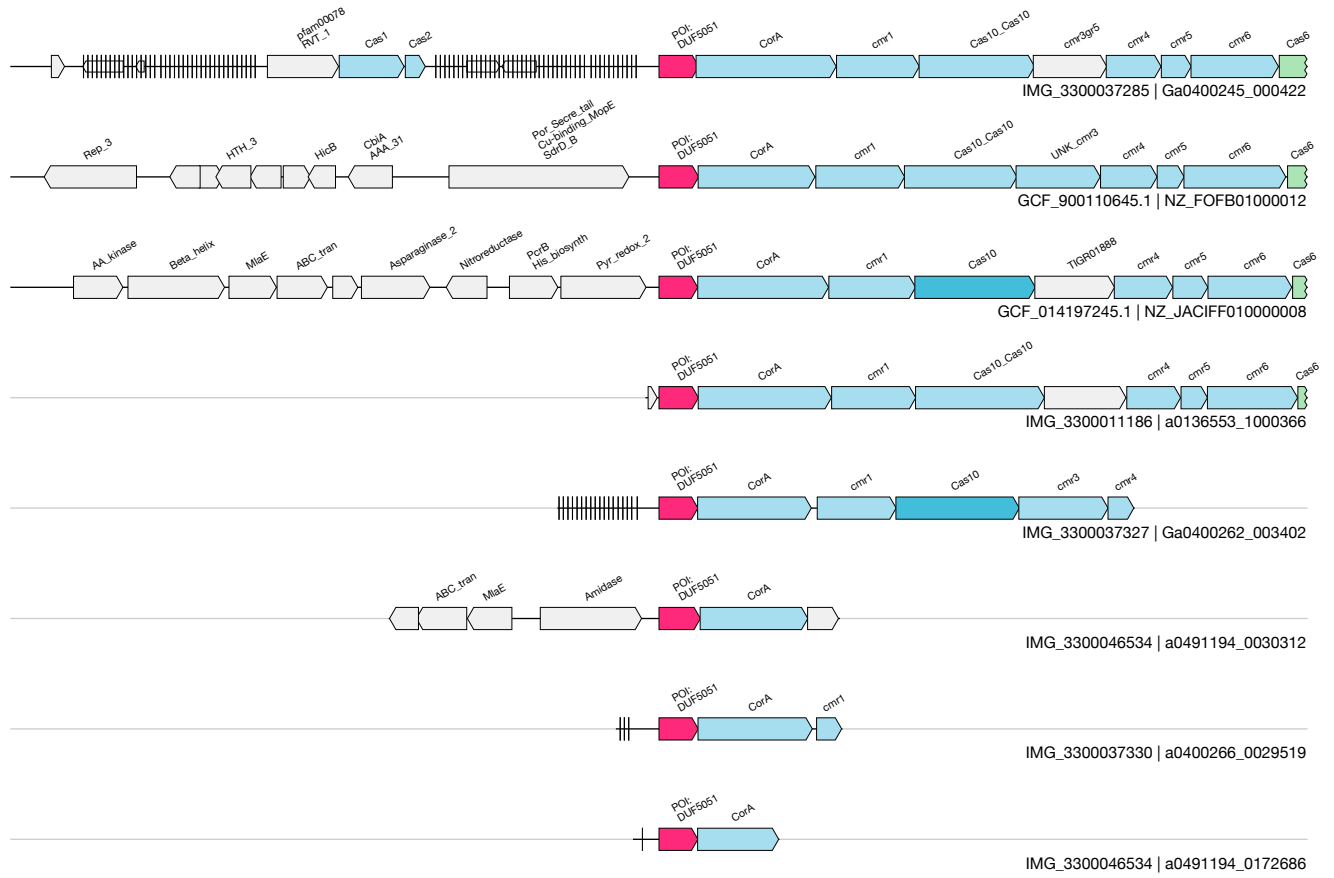 pfam00078
RVT_1
Cas1
Cas2
POI:
DUF5051
CorA
cmr1
Cas10_Cas10
cmr3gr5
cmr4
cmr5
cmr6
Cas6
IMG_3300037285 | Ga0400245_000422
Rep_3
HTH_3
HicB
CbiA
AAA_31
Por_Secre_tail
Cu-binding_MopE
SdrD_B
POI:
DUF5051
CorA
cmr1
Cas10_Cas10
UNK_cmr3
cmr4
cmr5
cmr6
Cas6
GCF_900110645.1 | NZ_FOFB01000012
AA_kinase
Beta_helix
MlaE
ABC_tran
Asparaginase_2
Nitroreductase
PcrB
His_biosynth
Pyr_redox_2
POI:
DUF5051
CorA
cmr1
Cas10
TIGR01888
cmr4
cmr5
cmr6
Cas6
GCF_014197245.1 | NZ_JACIFF010000008
POI:
DUF5051
CorA
cmr1
Cas10_Cas10
cmr4
cmr5
cmr6
Cas6
IMG_3300011186 | a0136553_1000366
POI:
DUF5051
CorA
cmr1
Cas10
cmr3
cmr4
IMG_3300037327 | Ga0400262_003402
ABC_tran
MlaE
Amidase
POI:
DUF5051
CorA
IMG_3300046534 | a0491194_0030312
POI:
DUF5051
CorA
cmr1
IMG_3300037330 | a0400266_0029519
POI:
DUF5051
CorA
IMG_3300046534 | a0491194_0172686